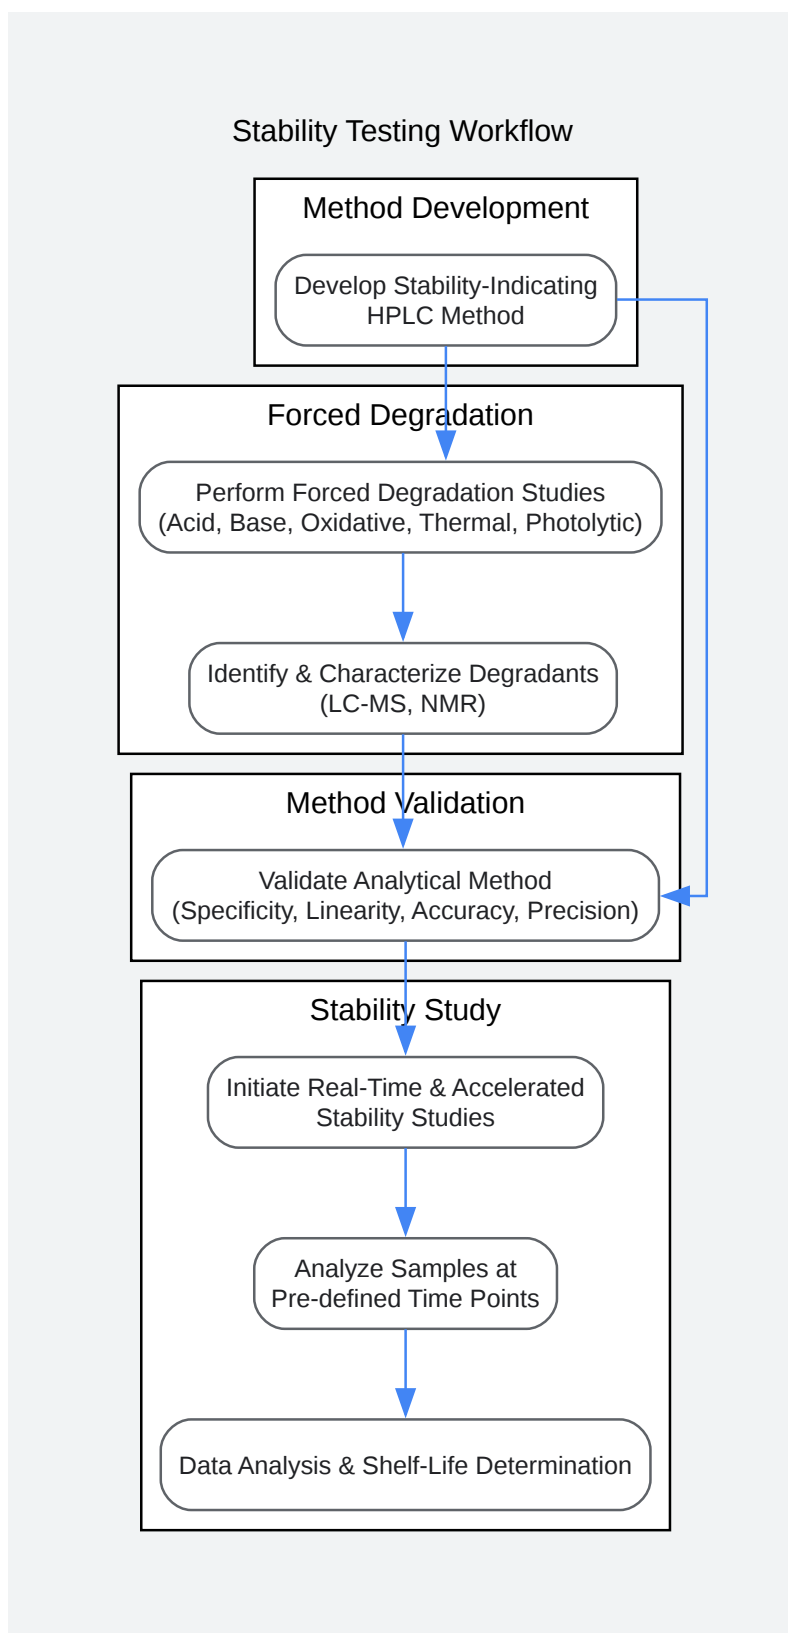 Stability Testing Workflow
Method Development
Develop Stability-Indicating
HPLC Method
Forced Degradation
Perform Forced Degradation Studies
(Acid, Base, Oxidative, Thermal, Photolytic)
Identify & Characterize Degradants
(LC-MS, NMR)
Method Validation
Validate Analytical Method
(Specificity, Linearity, Accuracy, Precision)
Stability Study
Initiate Real-Time & Accelerated
Stability Studies
Analyze Samples at
Pre-defined Time Points
Data Analysis & Shelf-Life Determination